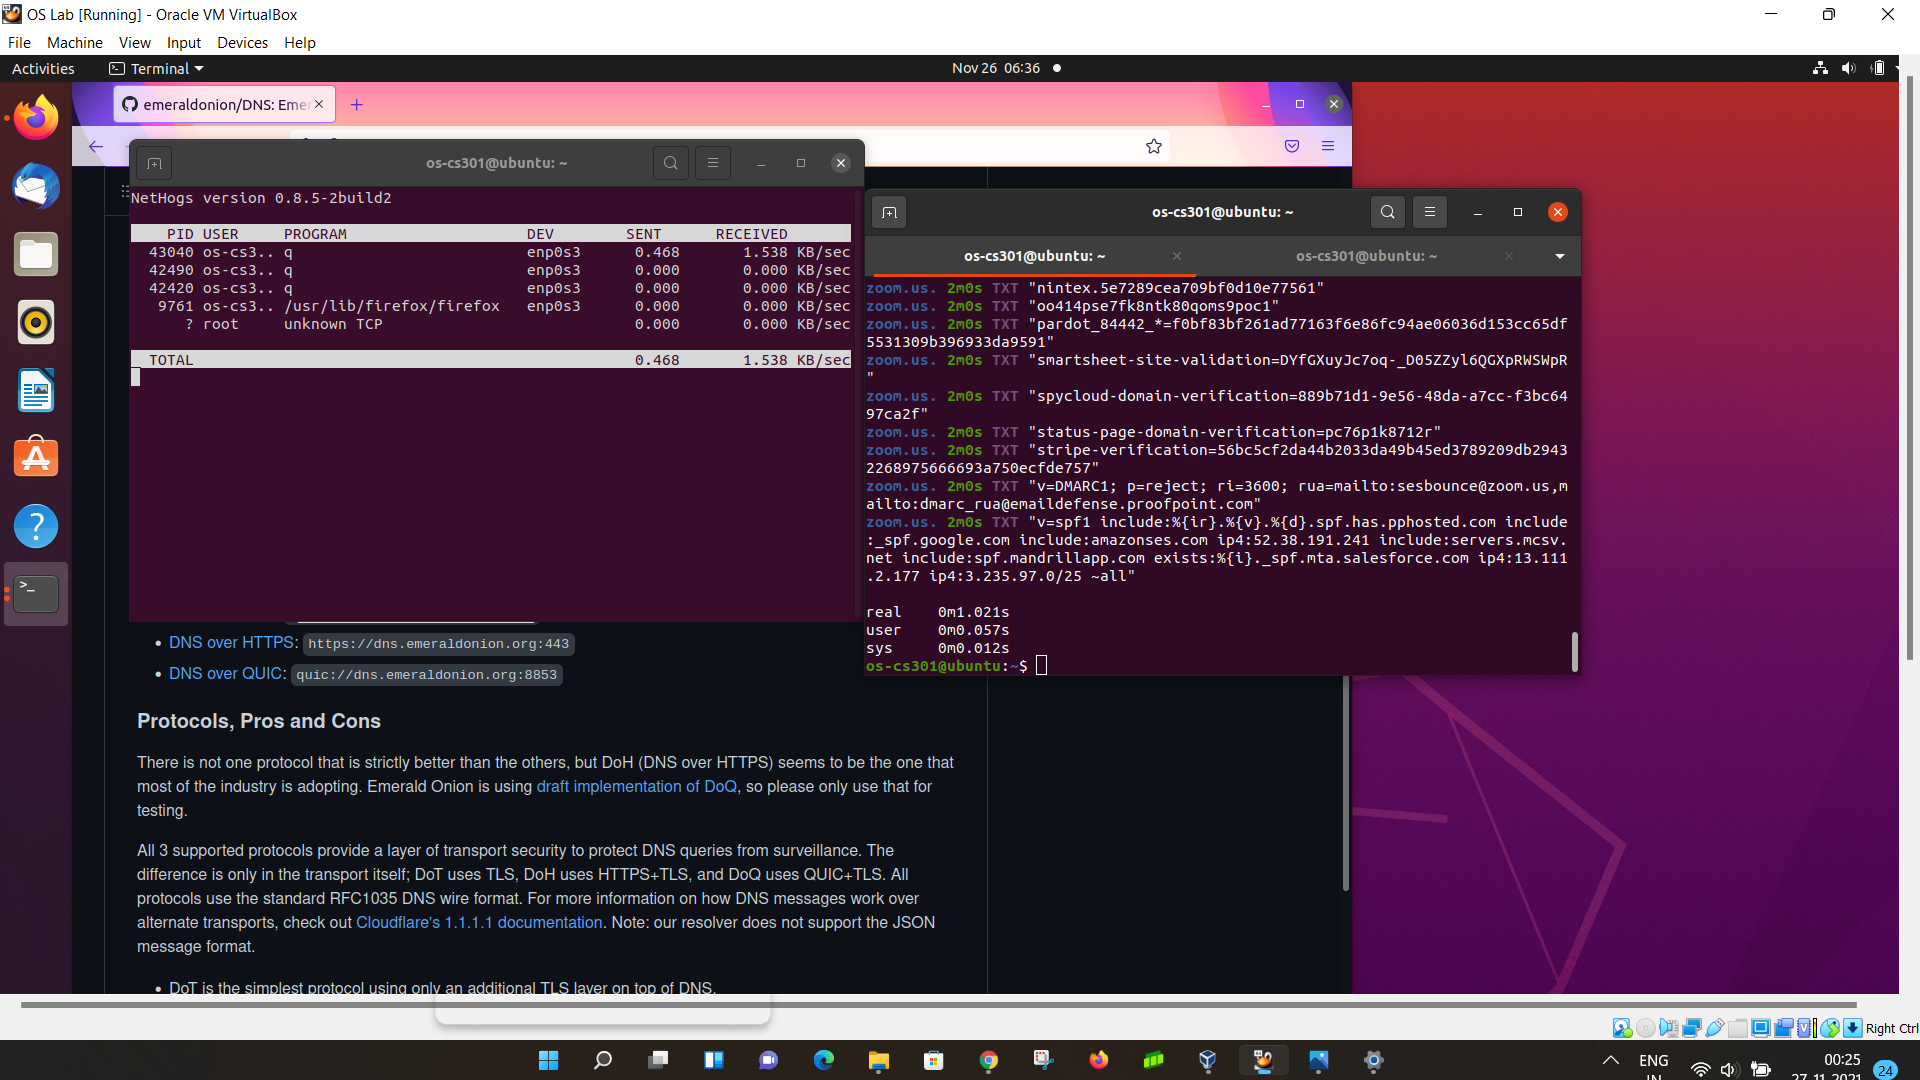 OS Lab [Running] - Oracle VM VirtualBox
File Machine View Input Devices Help
Activities Terminal Nov 26 06:36
emeraldonion/DNS: Eme
os-cs301@ubuntu: ~
NetHogs version 0.8.5-2build2
PID USER PROGRAM DEV SENT RECEIVED
43040 os-cs3.. q enp0s3 0.468 1.538 KB/sec
42490 os-cs3.. q enp0s3 0.000 0.000 KB/sec
42420 os-cs3.. q enp0s3 0.000 0.000 KB/sec
9761 os-cs3.. /usr/lib/firefox/firefox enp0s3 0.000 0.000 KB/sec
? root unknown TCP 0.000 0.000 KB/sec
TOTAL 0.468 1.538 KB/sec
os-cs301@ubuntu: ~
os-cs301@ubuntu: ~ os-cs301@ubuntu: ~
zoom.us. 2m0s TXT "nintex.5e7289cea709bf0d10e77561"
zoom.us. 2m0s TXT "oo414pse7fk8ntk80qoms9poc1"
zoom.us. 2m0s TXT "pardot_84442_*=f0bf83bf261ad77163f6e86fc94ae06036d153cc65df
5531309b396933da9591"
zoom.us. 2m0s TXT "smartsheet-site-validation=DYfGXuyJc7oq-_D05ZZyl6QGXpRWSWpR
"
zoom.us. 2m0s TXT "spycloud-domain-verification=889b71d1-9e56-48da-a7cc-f3bc64
97ca2f"
zoom.us. 2m0s TXT "status-page-domain-verification=pc76p1k8712r"
zoom.us. 2m0s TXT "stripe-verification=56bc5cf2da44b2033da49b45ed3789209db2943
2268975666693a750ecfde757"
zoom.us. 2m0s TXT "v=DMARC1; p=reject; ri=3600; rua=mailto:sesbounce@zoom.us,m
ailto:dmarc_rua@emaildefense.proofpoint.com"
zoom.us. 2m0s TXT "v=spf1 include:%{ir}.%{v}.%{d}.spf.has.pphosted.com include
:_spf.google.com include:amazonses.com ip4:52.38.191.241 include:servers.mcsv.
net include:spf.mandrillapp.com exists:%{i}._spf.mta.salesforce.com ip4:13.111
.2.177 ip4:3.235.97.0/25 ~all"
real 0m1.021s
user 0m0.057s
sys 0m0.012s
os-cs301@ubuntu:~$
• DNS over HTTPS: https://dns.emeraldonion.org:443
• DNS over QUIC: quic://dns.emeraldonion.org:8853
Protocols, Pros and Cons
There is not one protocol that is strictly better than the others, but DoH (DNS over HTTPS) seems to be the one that
most of the industry is adopting. Emerald Onion is using draft implementation of DoQ, so please only use that for
testing.
All 3 supported protocols provide a layer of transport security to protect DNS queries from surveillance. The
difference is only in the transport itself; DoT uses TLS, DoH uses HTTPS+TLS, and DoQ uses QUIC+TLS. All
protocols use the standard RFC1035 DNS wire format. For more information on how DNS messages work over
alternate transports, check out Cloudflare's 1.1.1.1 documentation. Note: our resolver does not support the JSON
message format.
• DoT is the simplest protocol using only an additional TLS layer on top of DNS.
Right Ctrl
ENG
IN
00:25
27-11-2021
24